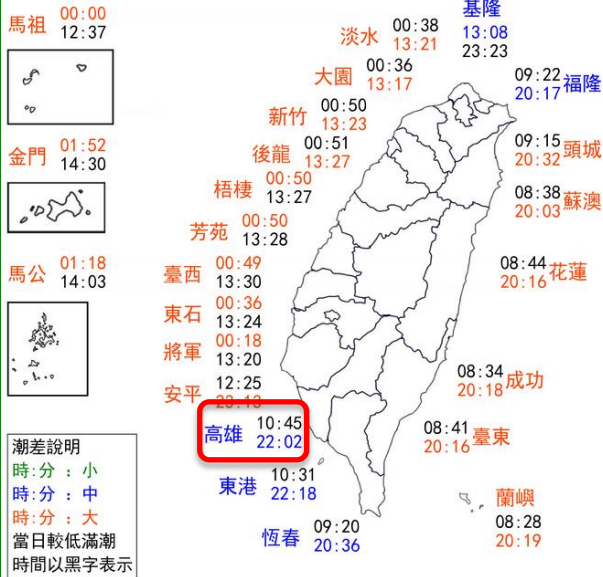 馬祖 00:00
12:37
金門 01:52
14:30
馬公 01:18
14:03
基隆
13:08
23:23
淡水 00:38
13:21
大園 00:36
13:17
新竹 00:50
13:23
後龍 00:51
13:27
梧棲 00:50
13:27
芳苑 00:50
13:28
臺西 00:49
13:30
東石 00:36
13:24
將軍 00:18
13:20
安平 12:25
高雄 10:45
22:02
東港 10:31
22:18
恆春 09:20
20:36
09:22
20:17 福隆
09:15
20:32 頭城
08:38
20:03 蘇澳
08:44
20:16 花蓮
08:34
20:18 成功
08:41
20:16 臺東
蘭嶼
08:28
20:19
潮差說明
時:分 : 小
時:分 : 中
時:分 : 大
當日較低滿潮
時間以黑字表示